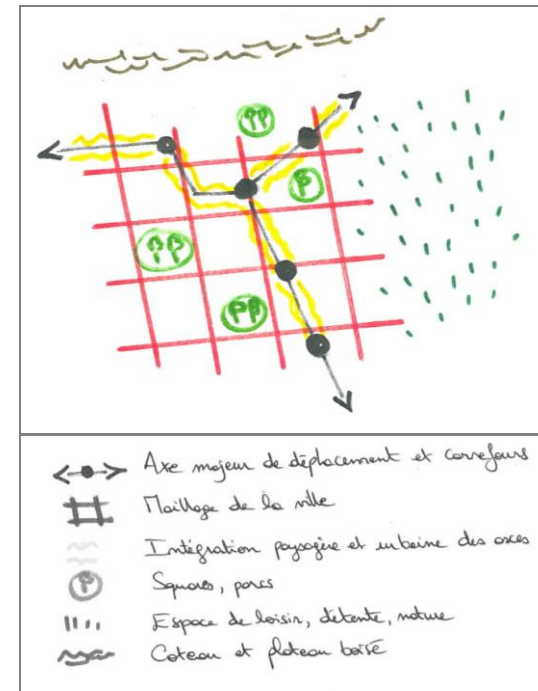 Axe majeur de déplacement et carrefours
Maillage de la ville
Intégration paysagère et urbaine des axes
Squares, parcs
Espace de loisir, détente, nature
Coteau et plateau boisé